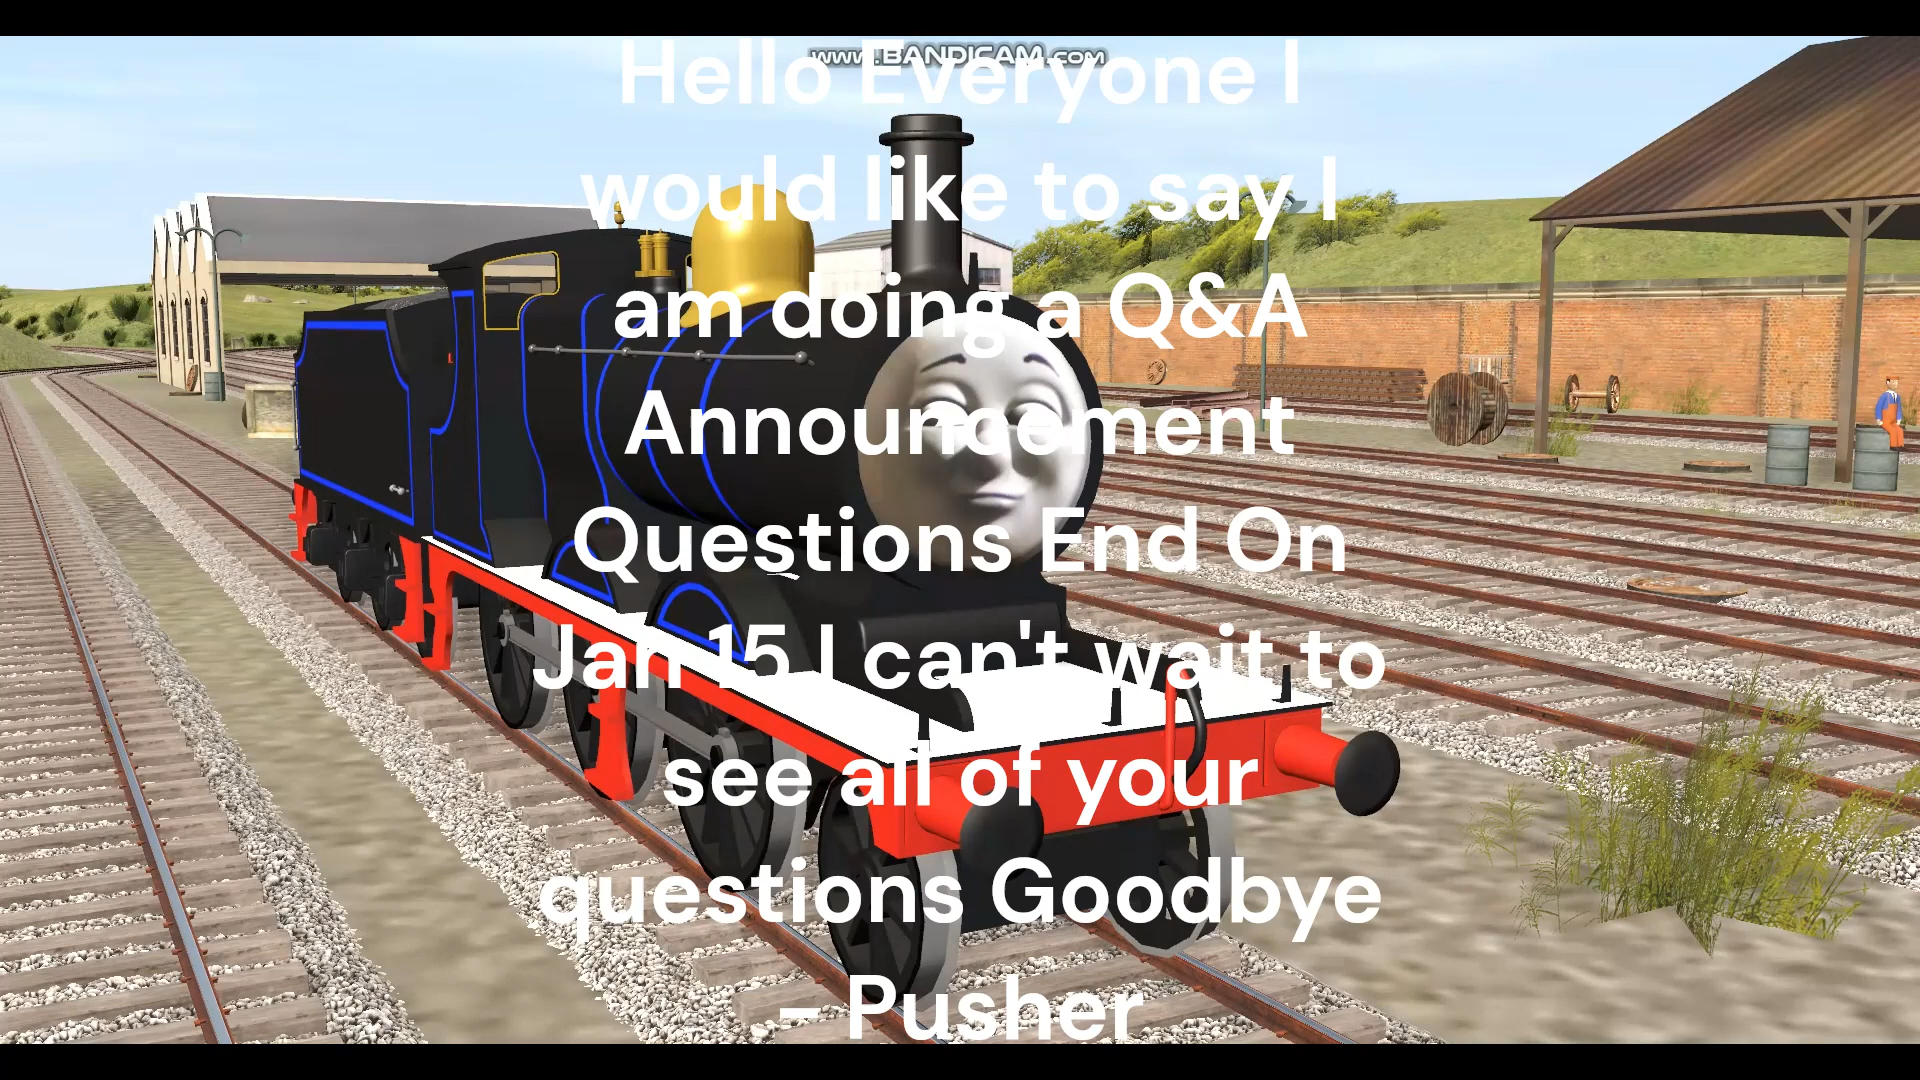 www.BANDICAM.com
Hello Everyone I
would like to say I
am doing a Q&A
Announcement
Questions End On
Jan 15 I can't wait to
see all of your
questions Goodbye
- Pusher